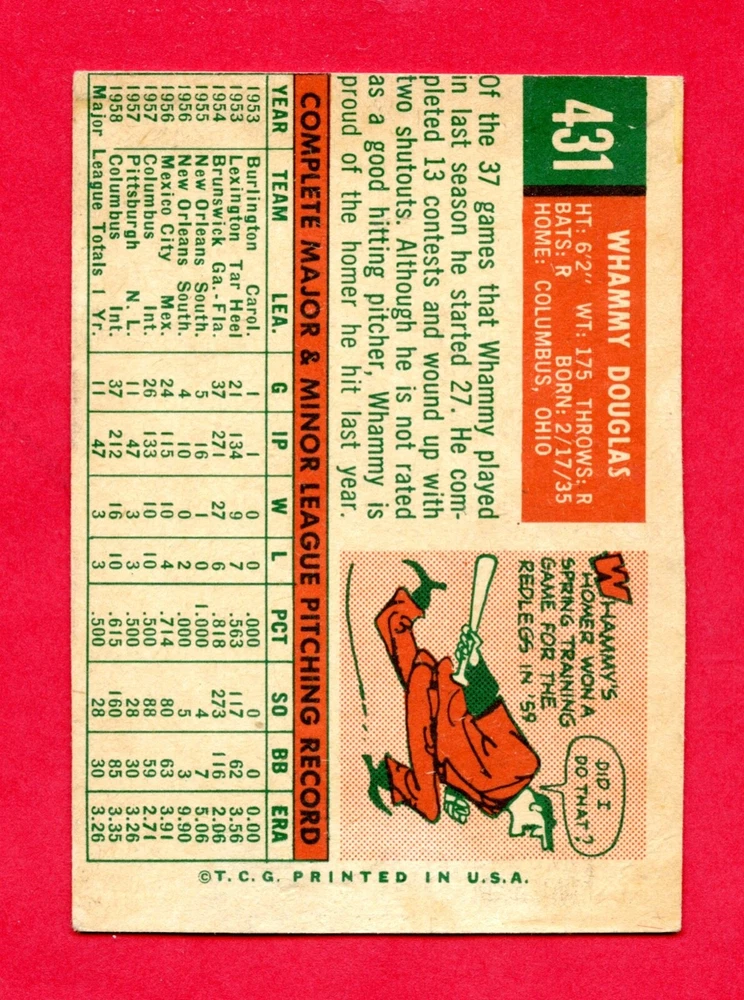 431
WHAMMY DOUGLAS
HT: 6'2" WT: 175 THROWS: R
BATS: R BORN: 2/17/35
HOME: COLUMBUS, OHIO
Of the 37 games that Whammy played
in last season he started 27. He com-
pleted 13 contests and wound up with
two shutouts. Although he is not rated
as a good hitting pitcher, Whammy is
proud of the homer he hit last year.
WHAMMY'S
HOMER WON A
SPRING TRAINING
GAME FOR THE
REDLEGS IN '59
DID I
DO THAT?
COMPLETE MAJOR & MINOR LEAGUE PITCHING RECORD
YEAR TEAM LEA. G IP W L PCT SO BB ERA
1953 Burlington Carol. 1 1 0 0 .000 0 0 0.00
1953 Lexington Tar Heel 21 134 9 7 .563 117 62 3.56
1954 Brunswick Ga.-Fla. 37 271 27 6 .818 273 116 2.06
1955 New Orleans South. 5 16 1 0 1.000 4 7 5.06
1956 New Orleans South. 4 10 0 2 .000 5 3 9.90
1956 Mexico City Mex. 24 115 10 4 .714 80 63 3.91
1957 Columbus Int. 26 133 10 10 .500 88 59 2.71
1957 Pittsburgh N. L. 11 47 3 3 .500 28 30 3.26
1958 Columbus Int. 37 212 16 10 .615 160 85 3.35
Major League Totals 1 Yr. 11 47 3 3 .500 28 30 3.26
©T.C.G. PRINTED IN U.S.A.